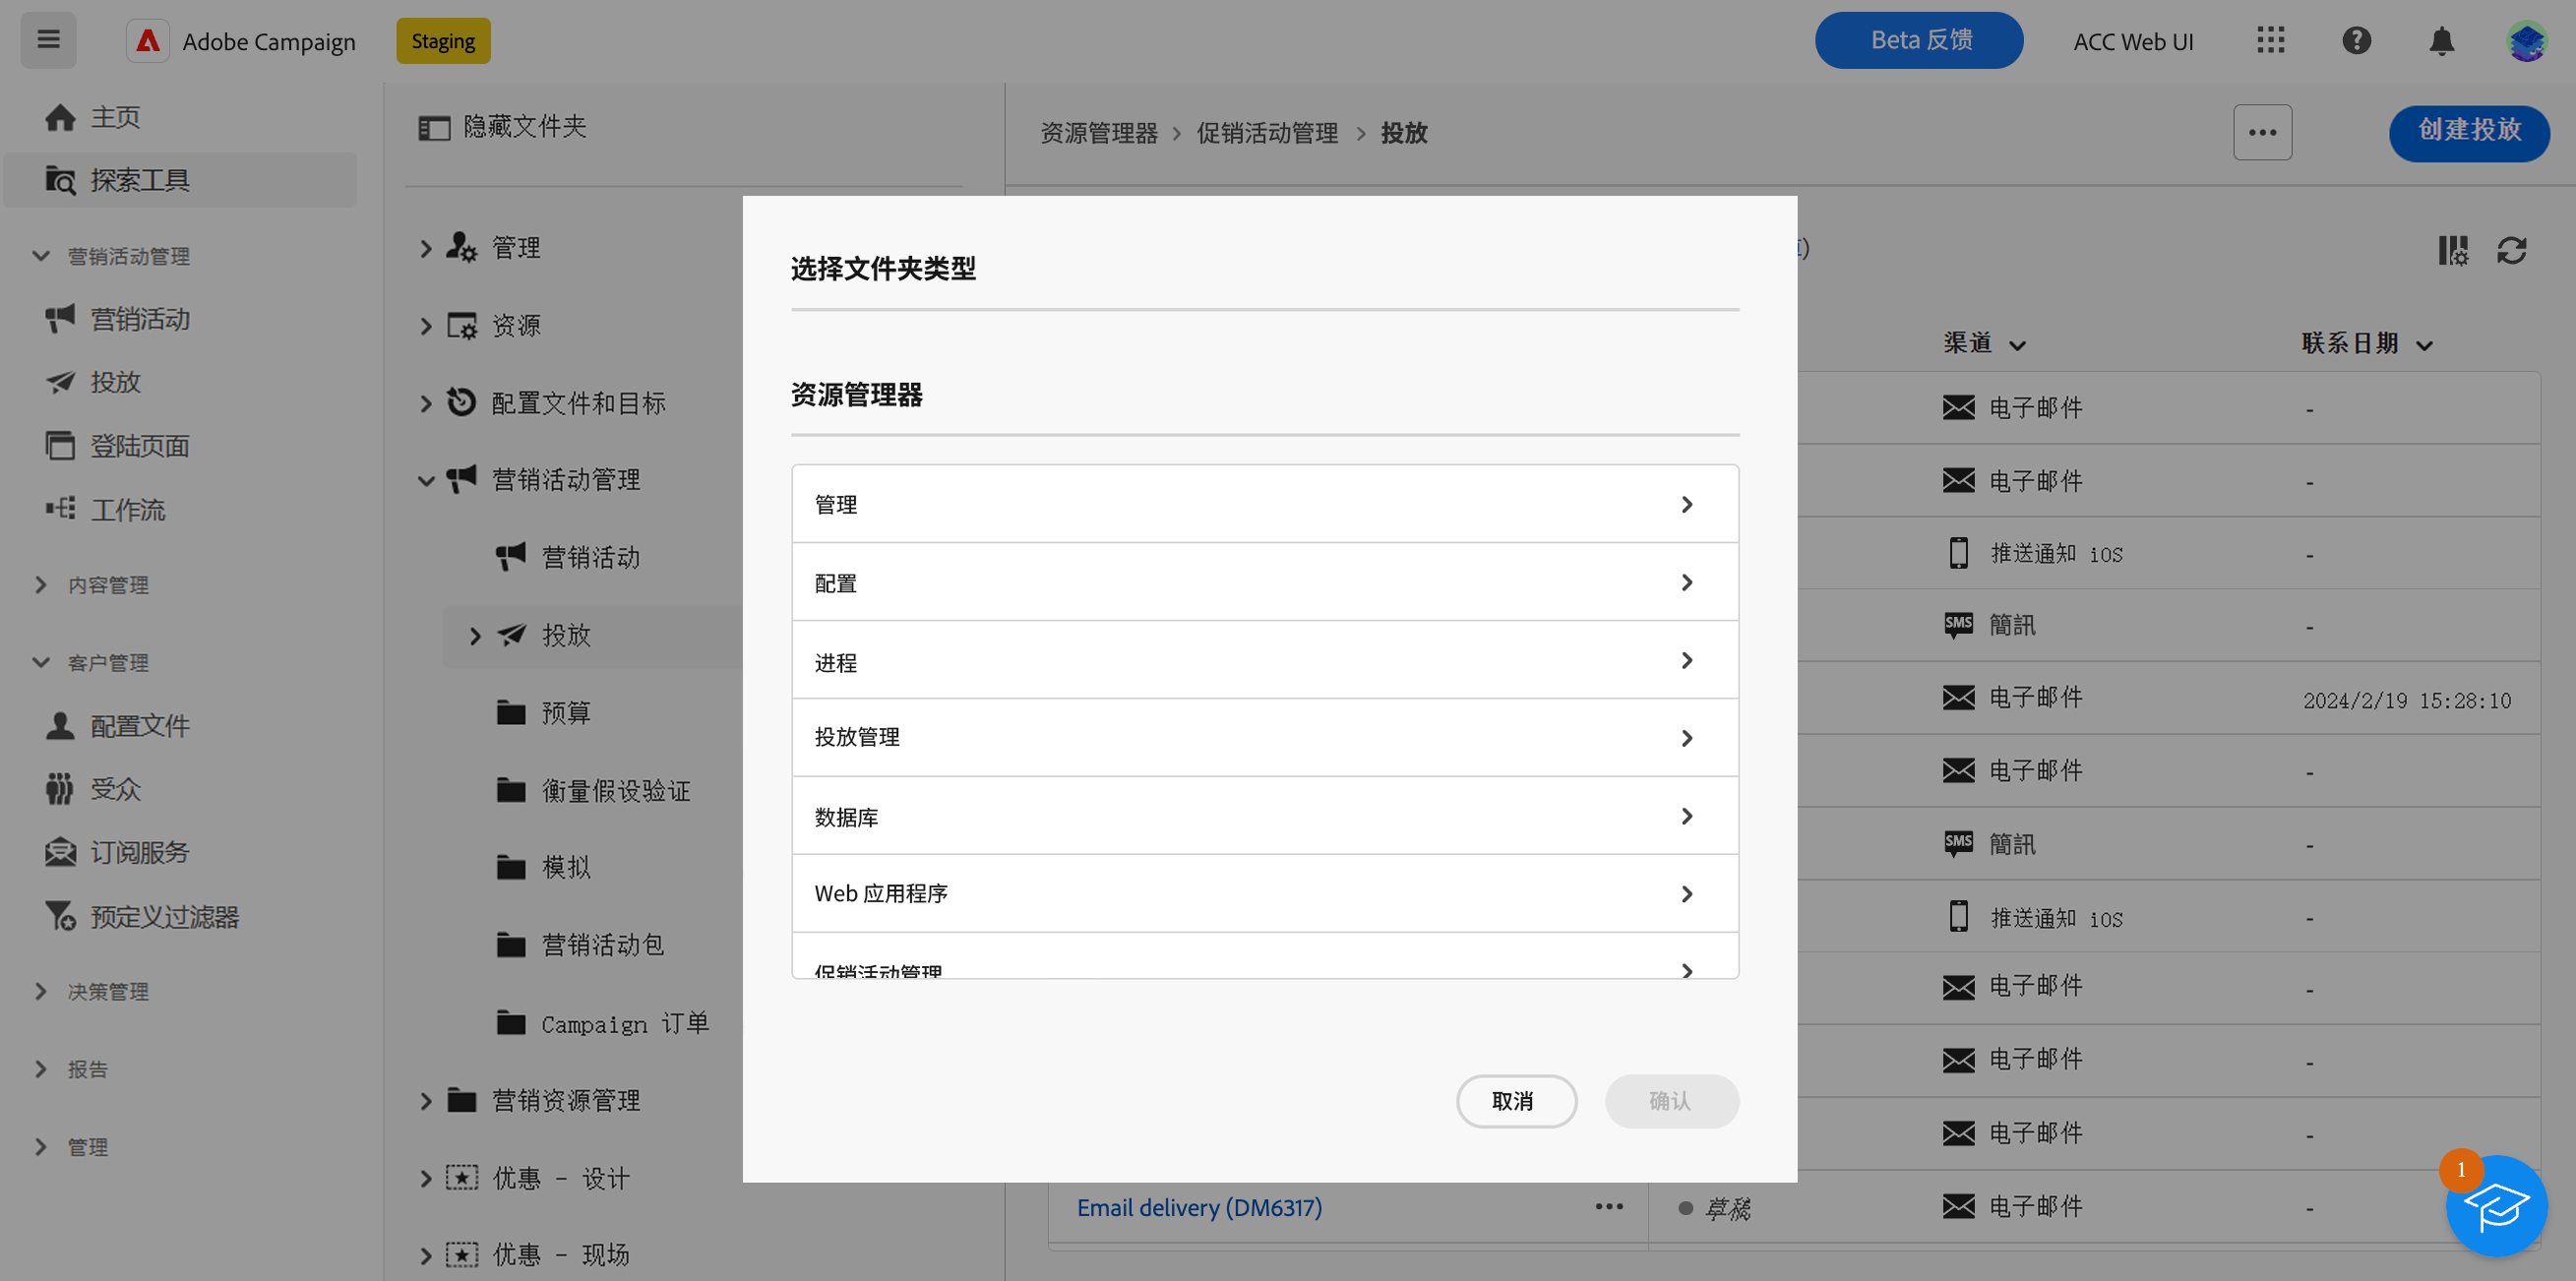 Adobe Campaign
Staging
Beta 反馈
ACC Web UI
主页
探索工具
营销活动管理
营销活动
投放
登陆页面
工作流
内容管理
客户管理
配置文件
受众
订阅服务
预定义过滤器
决策管理
报告
管理
隐藏文件夹
管理
资源
配置文件和目标
营销活动管理
营销活动
投放
预算
衡量假设验证
模拟
营销活动包
Campaign 订单
营销资源管理
优惠 - 设计
优惠 - 现场
资源管理器 > 促销活动管理 > 投放
创建投放
选择文件夹类型
资源管理器
管理
配置
进程
投放管理
数据库
Web 应用程序
促销活动管理
取消
确认
渠道 联系日期
电子邮件 -
电子邮件 -
推送通知 iOS -
SMS 簡訊 -
电子邮件 2024/2/19 15:28:10
电子邮件 -
SMS 簡訊 -
推送通知 iOS -
电子邮件 -
电子邮件 -
电子邮件 -
Email delivery (DM6317) 草稿 电子邮件 -
1